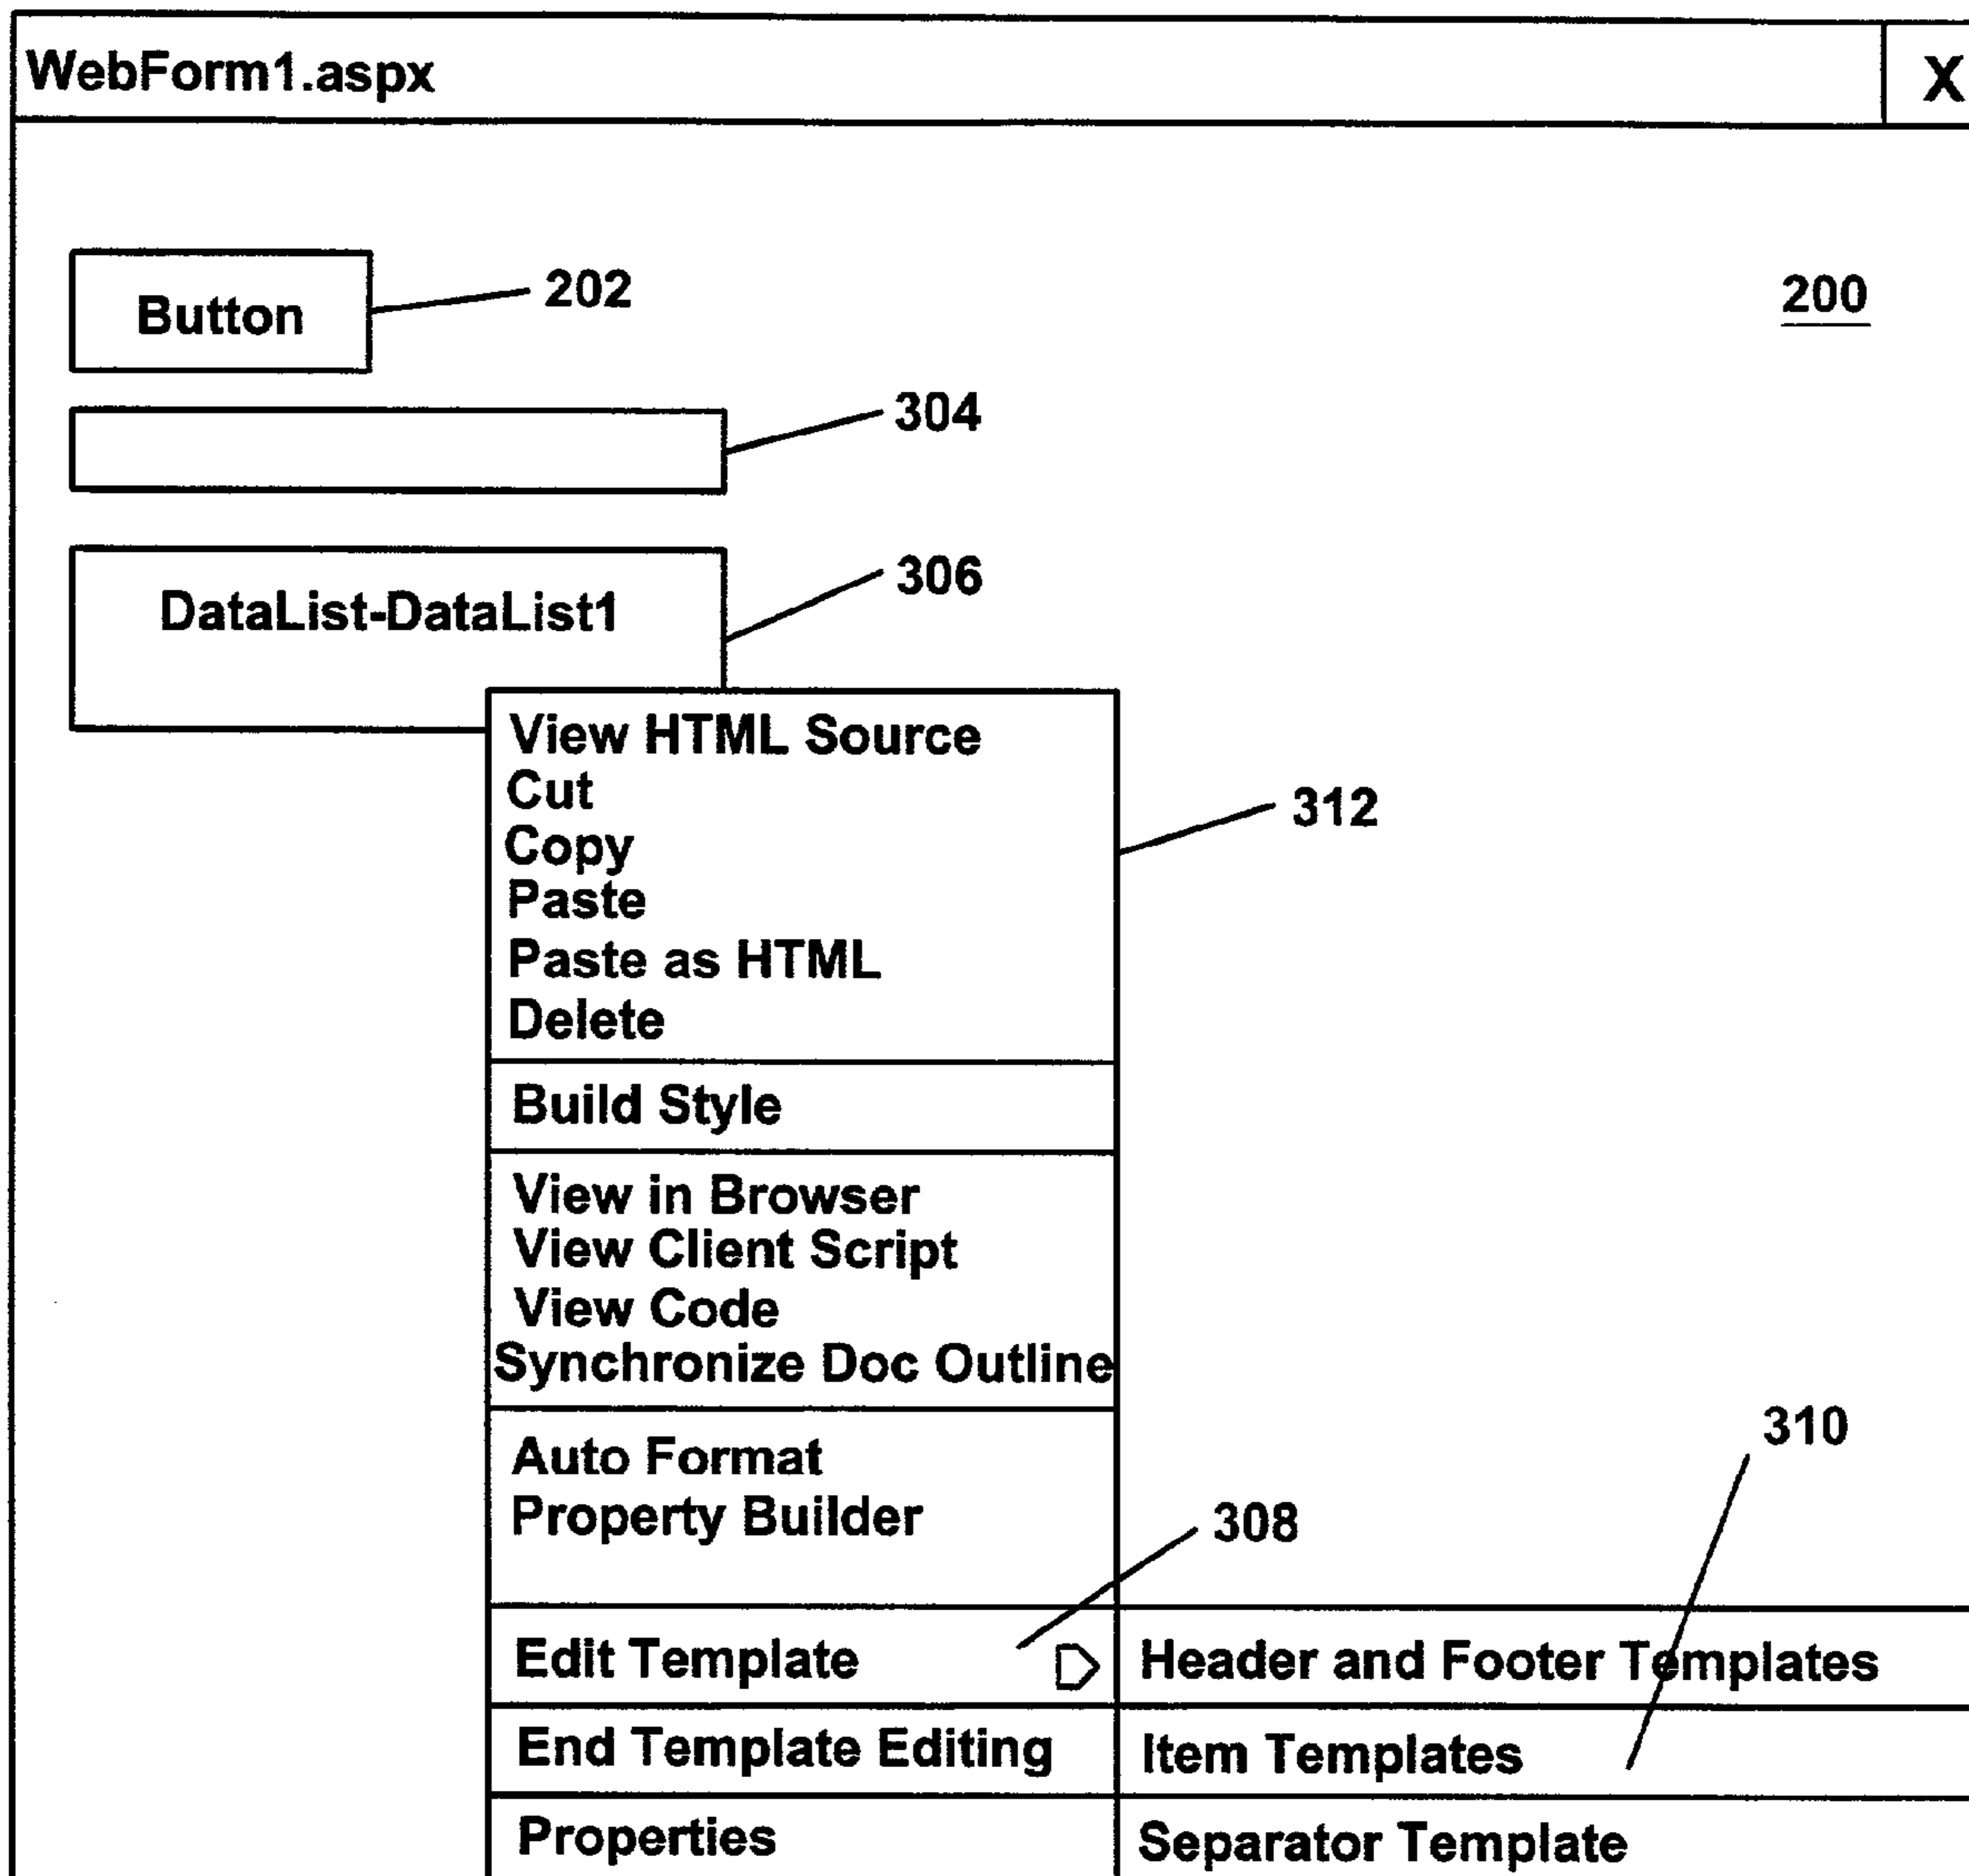 WebForm1.aspx X
Button 202 200
304
306
DataList-DataList1
View HTML Source
Cut
312
Copy
Paste
Paste as HTML
Delete
Build Style
View in Browser
View Client Script
View Code
Synchronize Doc Outline
310
Auto Format
Property Builder 308
Edit Template Header and Footer Templates
End Template Editing Item Templates
Properties Separator Template